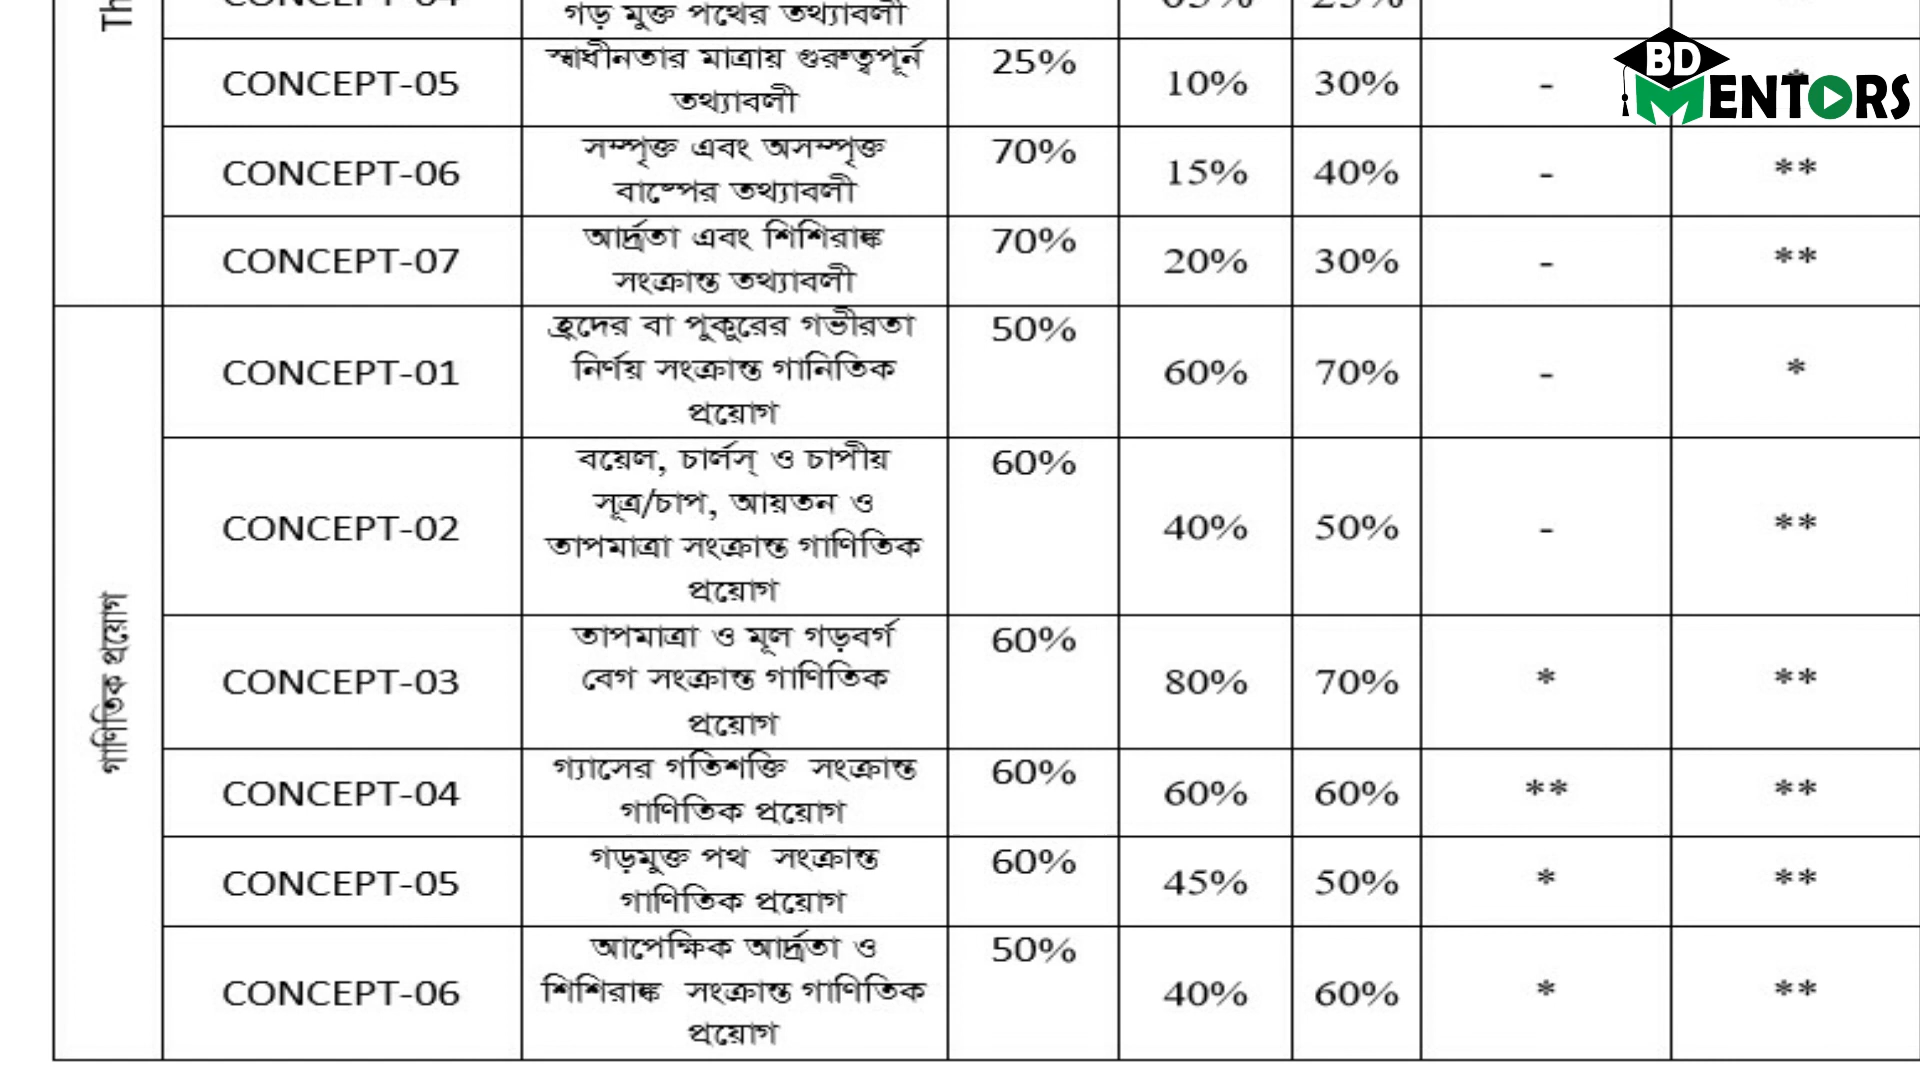 Th
গড় মুক্ত পথের তথ্যাবলী
CONCEPT-05
স্বাধীনতার মাত্রায় গুরুত্বপূর্ন
তথ্যাবলী
25%
10%
30%
-
BD
MENTORS
CONCEPT-06
সম্পৃক্ত এবং অসম্পৃক্ত
বাষ্পের তথ্যাবলী
70%
15%
40%
-
**
CONCEPT-07
আর্দ্রতা এবং শিশিরাঙ্ক
সংক্রান্ত তথ্যাবলী
70%
20%
30%
-
**
গাণিতিক প্রয়োগ
CONCEPT-01
হ্রদের বা পুকুরের গভীরতা
নির্ণয় সংক্রান্ত গানিতিক
প্রয়োগ
50%
60%
70%
-
*
CONCEPT-02
বয়েল, চার্লস্ ও চাপীয়
সূত্র/চাপ, আয়তন ও
তাপমাত্রা সংক্রান্ত গাণিতিক
প্রয়োগ
60%
40%
50%
-
**
CONCEPT-03
তাপমাত্রা ও মূল গড়বর্গ
বেগ সংক্রান্ত গাণিতিক
প্রয়োগ
60%
80%
70%
*
**
CONCEPT-04
গ্যাসের গতিশক্তি সংক্রান্ত
গাণিতিক প্রয়োগ
60%
60%
60%
**
**
CONCEPT-05
গড়মুক্ত পথ সংক্রান্ত
গাণিতিক প্রয়োগ
60%
45%
50%
*
**
CONCEPT-06
আপেক্ষিক আর্দ্রতা ও
শিশিরাঙ্ক সংক্রান্ত গাণিতিক
প্রয়োগ
50%
40%
60%
*
**